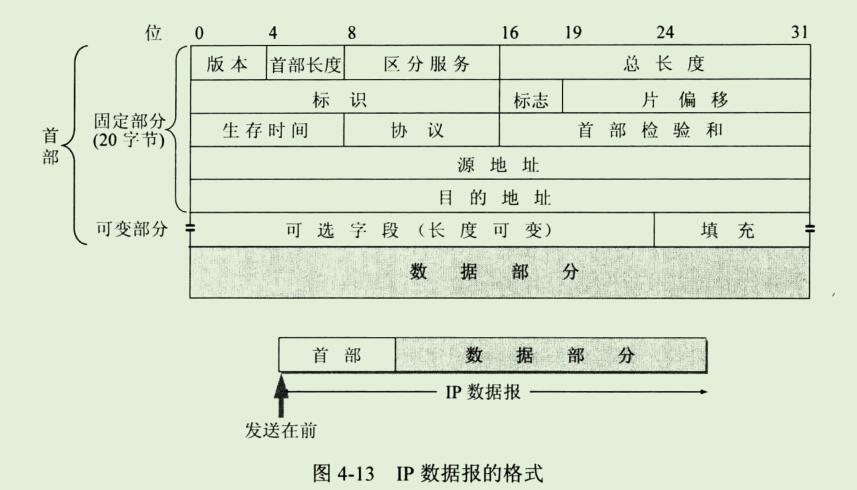 位 0 4 8 16 19 24 31
版本 首部长度 区分服务 总长度
标识 标志 片偏移
固定部分
(20 字节)
首部
生存时间 协议 首部检验和
源地址
目的地址
可变部分 可选字段（长度可变） 填充
数据部分
首部 数据部分
IP 数据报
发送在前
图 4-13 IP 数据报的格式